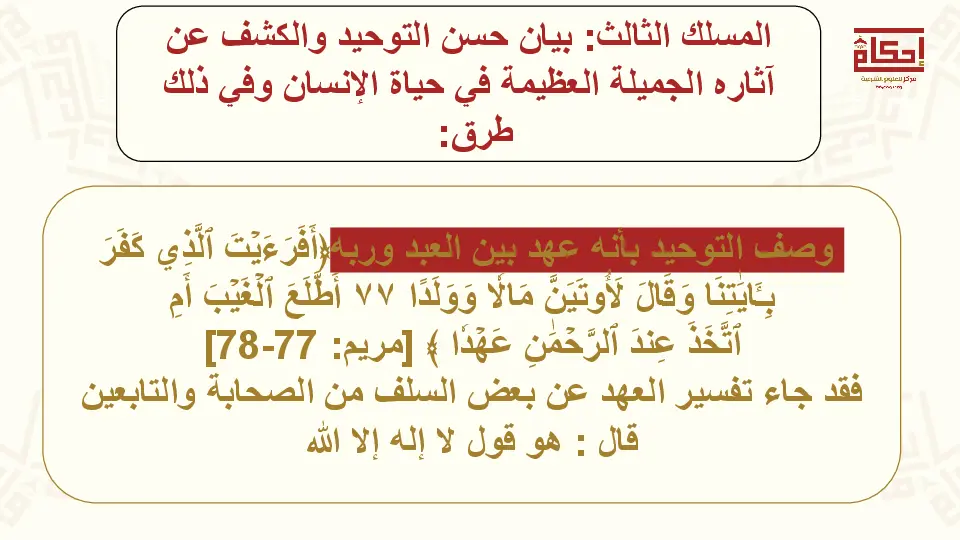 المسلك الثالث: بيان حسن التوحيد والكشف عن
آثاره الجميلة العظيمة في حياة الإنسان وفي ذلك
طرق:
إحكام
مركز للعلوم الشرعية
وصف التوحيد بأنه عهد بين العبد وربه﴿أَفَرَءَيۡتَ ٱلَّذِي كَفَرَ
بِـَٔايَٰتِنَا وَقَالَ لَأُوتَيَنَّ مَالٗا وَوَلَدًا ٧٧ أَطَّلَعَ ٱلۡغَيۡبَ أَمِ
ٱتَّخَذَ عِندَ ٱلرَّحۡمَٰنِ عَهۡدٗا ﴾ [مريم: 77-78]
فقد جاء تفسير العهد عن بعض السلف من الصحابة والتابعين
قال : هو قول لا إله إلا الله